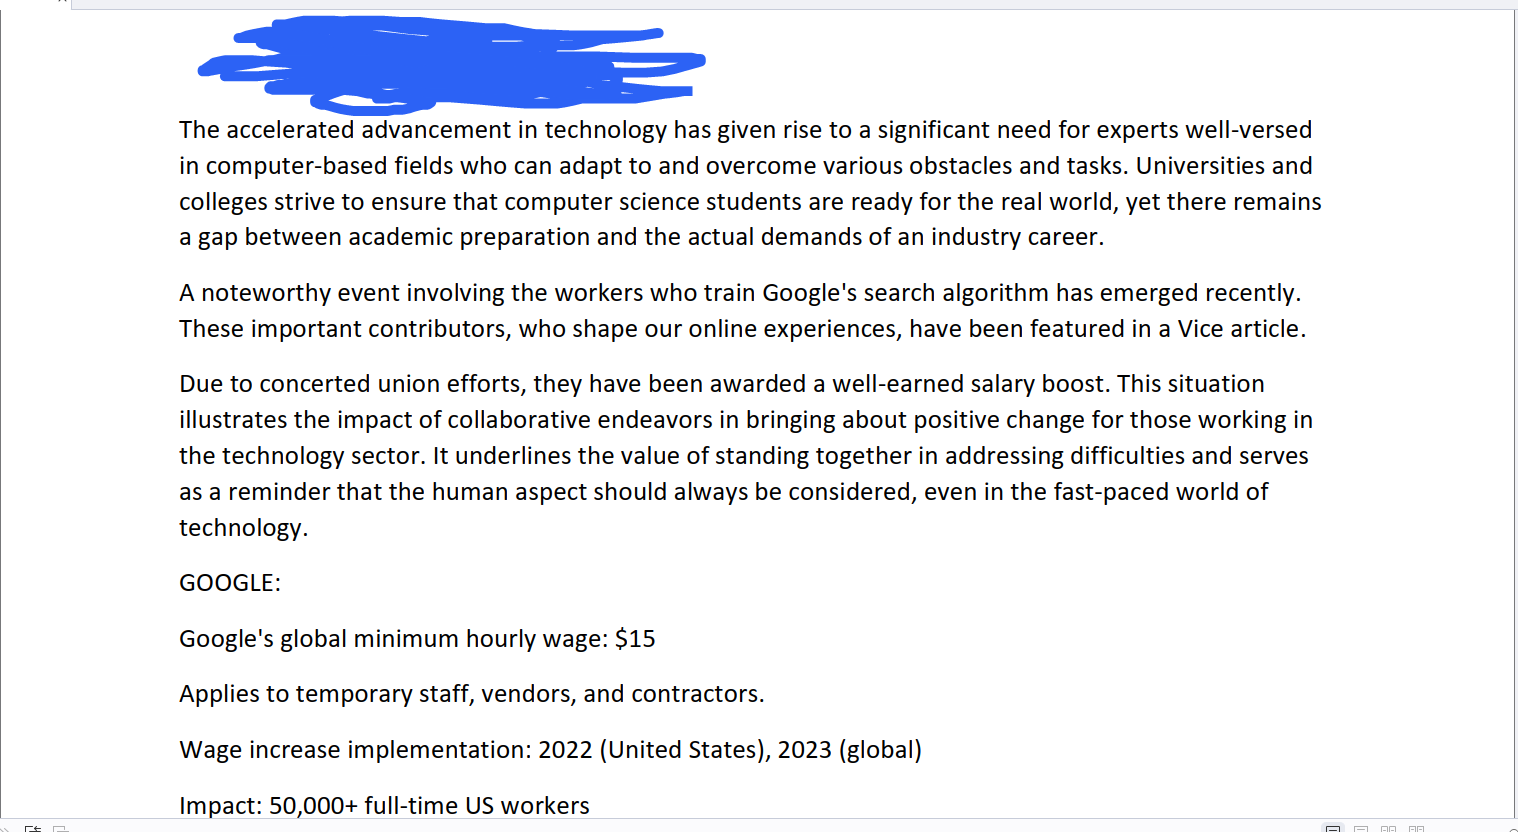 The accelerated advancement in technology has given rise to a significant need for experts well-versed
in computer-based fields who can adapt to and overcome various obstacles and tasks. Universities and
colleges strive to ensure that computer science students are ready for the real world, yet there remains
a gap between academic preparation and the actual demands of an industry career.
A noteworthy event involving the workers who train Google's search algorithm has emerged recently.
These important contributors, who shape our online experiences, have been featured in a Vice article.
Due to concerted union efforts, they have been awarded a well-earned salary boost. This situation
illustrates the impact of collaborative endeavors in bringing about positive change for those working in
the technology sector. It underlines the value of standing together in addressing difficulties and serves
as a reminder that the human aspect should always be considered, even in the fast-paced world of
technology.
GOOGLE:
Google's global minimum hourly wage: $15
Applies to temporary staff, vendors, and contractors.
Wage increase implementation: 2022 (United States), 2023 (global)
Impact: 50,000+ full-time US workers